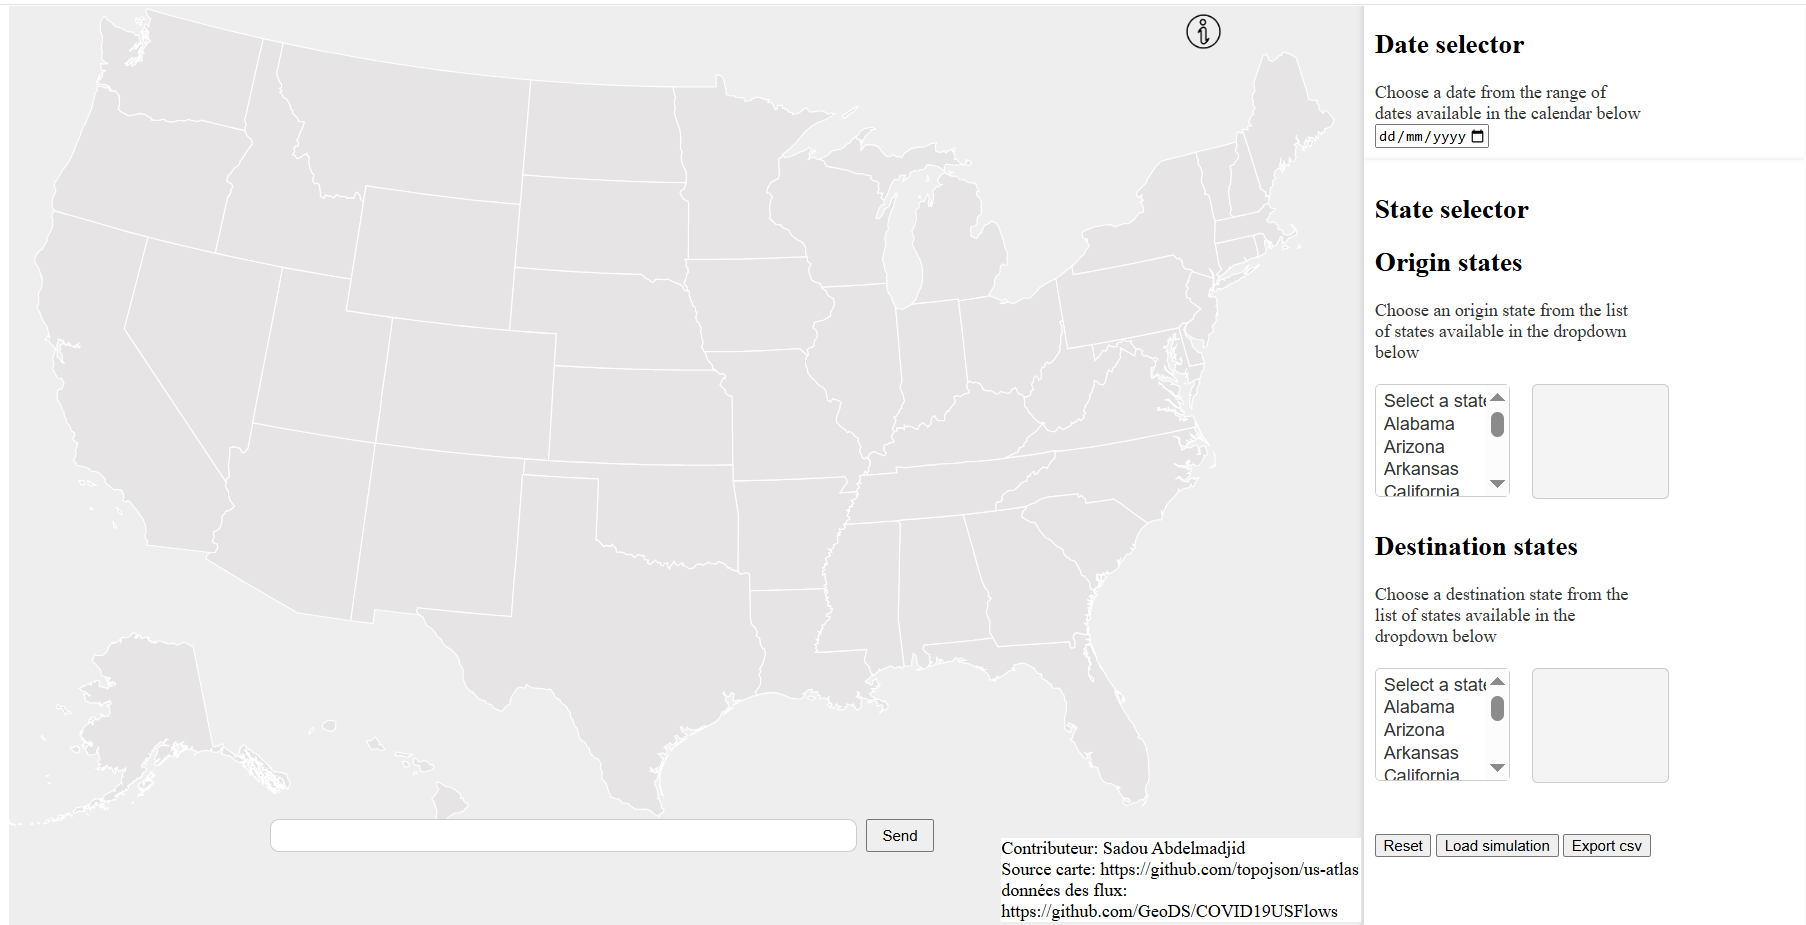 Date selector
Choose a date from the range of
dates available in the calendar below
dd/mm/yyyy
State selector
Origin states
Choose an origin state from the list
of states available in the dropdown
below
Select a state
Alabama
Arizona
Arkansas
California
Destination states
Choose a destination state from the
list of states available in the
dropdown below
Select a state
Alabama
Arizona
Arkansas
California
Send
Reset Load simulation Export csv
Contributeur: Sadou Abdelmadjid
Source carte: https://github.com/topojson/us-atlas
données des flux:
https://github.com/GeoDS/COVID19USFlows